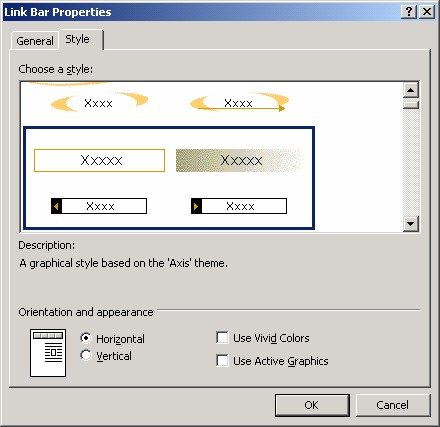 Link Bar Properties
General Style
Choose a style:
Xxxx Xxxx
Xxxxx Xxxxx
Xxxx Xxxx
Description:
A graphical style based on the 'Axis' theme.
Orientation and appearance
Horizontal
Vertical
Use Vivid Colors
Use Active Graphics
OK Cancel